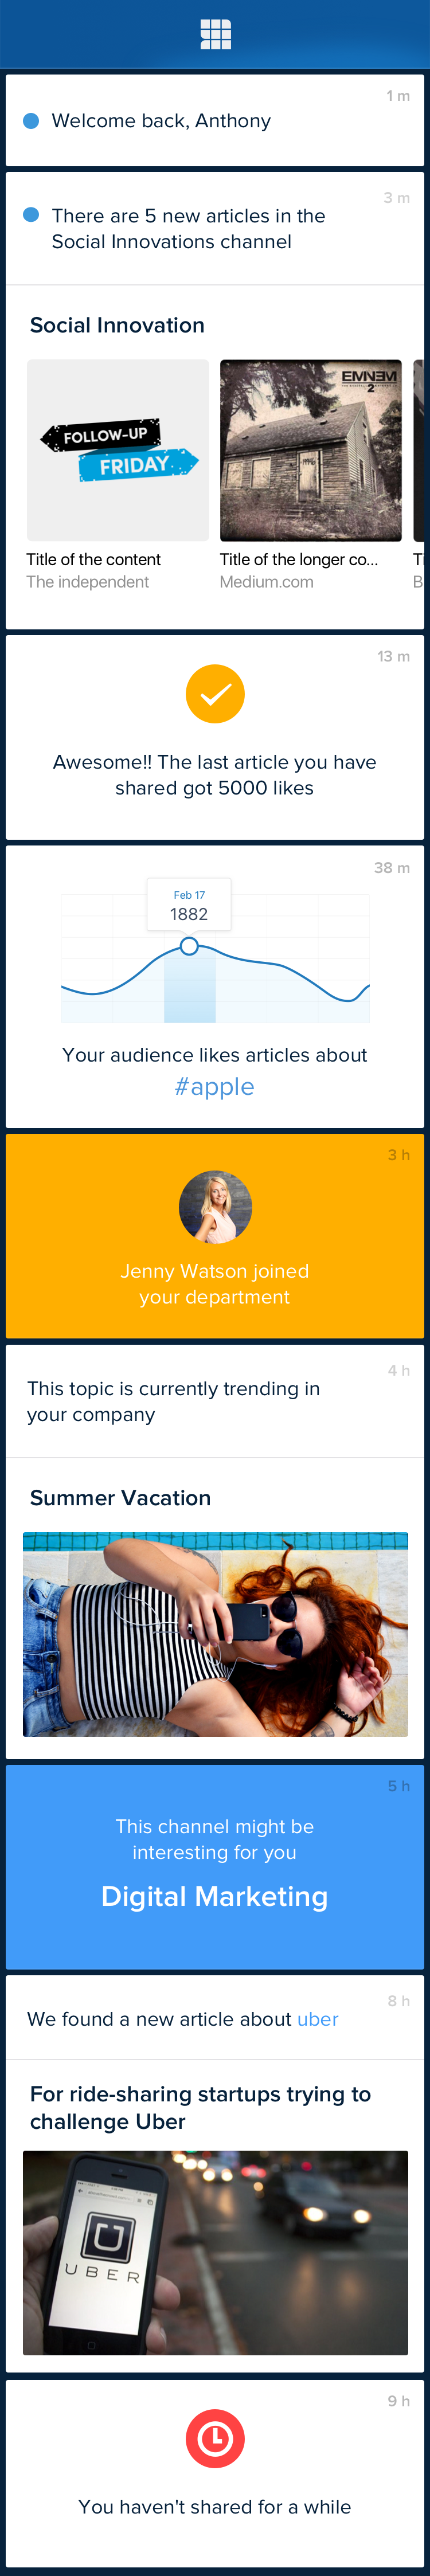 1 m
Welcome back, Anthony
3 m
There are 5 new articles in the
Social Innovations channel
Social Innovation
FOLLOW-UP
FRIDAY
EMINEM
2
Title of the content
The independent
Title of the longer co...
Medium.com
Ti
B
13 m
Awesome!! The last article you have
shared got 5000 likes
38 m
Feb 17
1882
Your audience likes articles about
#apple
3 h
Jenny Watson joined
your department
4 h
This topic is currently trending in
your company
Summer Vacation
5 h
This channel might be
interesting for you
Digital Marketing
8 h
We found a new article about uber
For ride-sharing startups trying to
challenge Uber
UBER
9 h
You haven't shared for a while